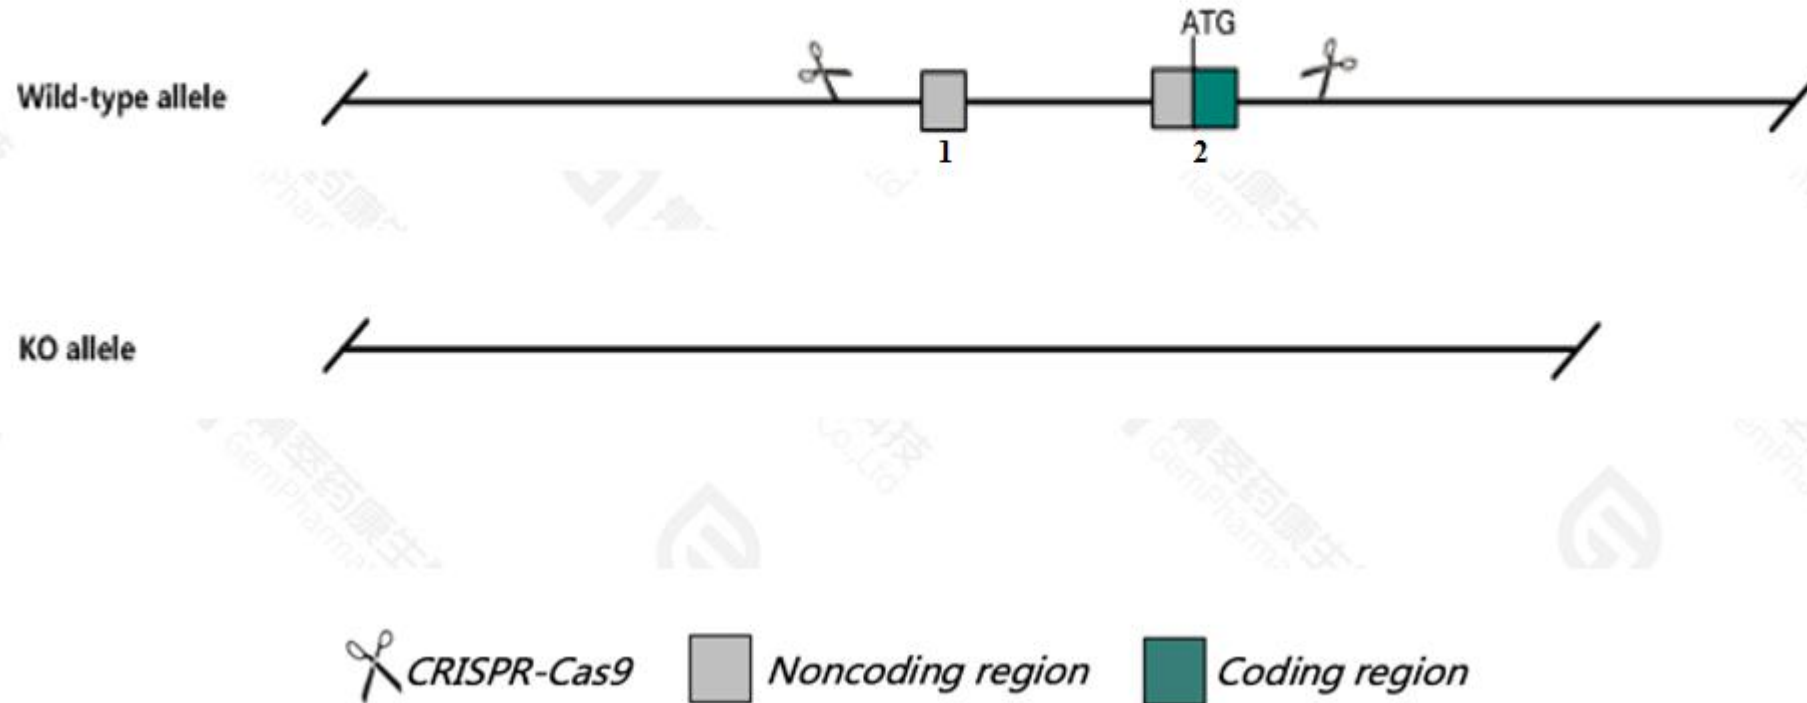 ATG
Wild-type allele
1
2
KO allele
CRISPR-Cas9
Noncoding region
Coding region